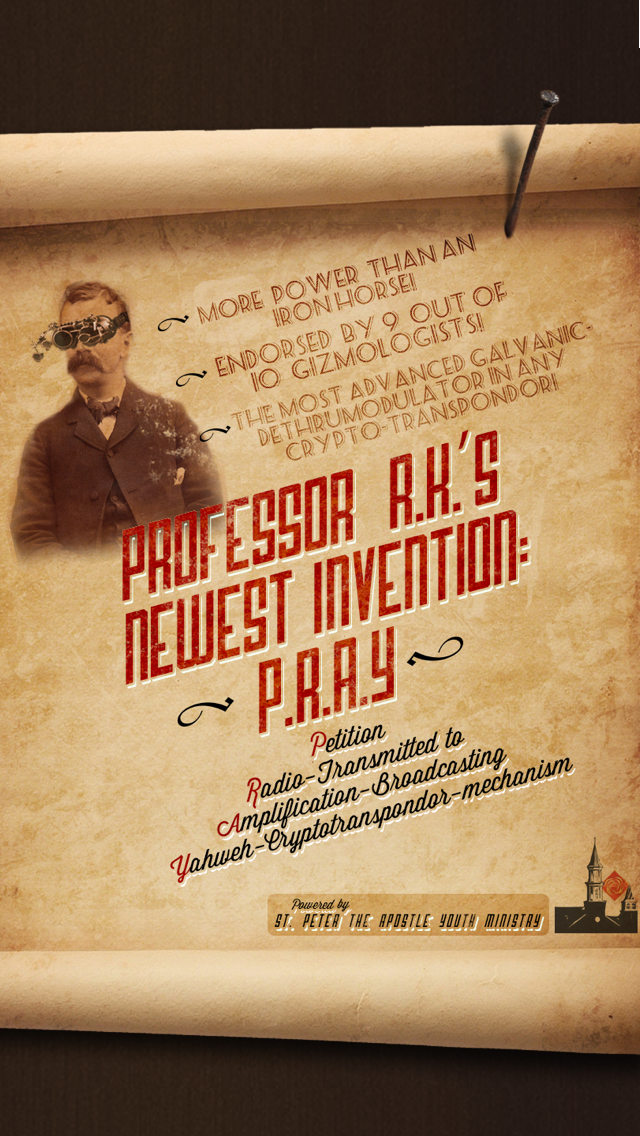 MORE POWER THAN AN
IRON HORSE!
ENDORSED BY 9 OUT OF
10 GIZMOLOGISTS!
THE MOST ADVANCED GALVANIC-
DETHRUMODULATOR IN ANY
CRYPTO-TRANSPONDOR!
PROFESSOR R.K.'S
NEWEST INVENTION:
P.R.A.Y
Petition
Radio-Transmitted to
Amplification-Broadcasting
Yahweh-Cryptotranspondor-mechanism
Powered by
ST. PETER THE APOSTLE YOUTH MINISTRY